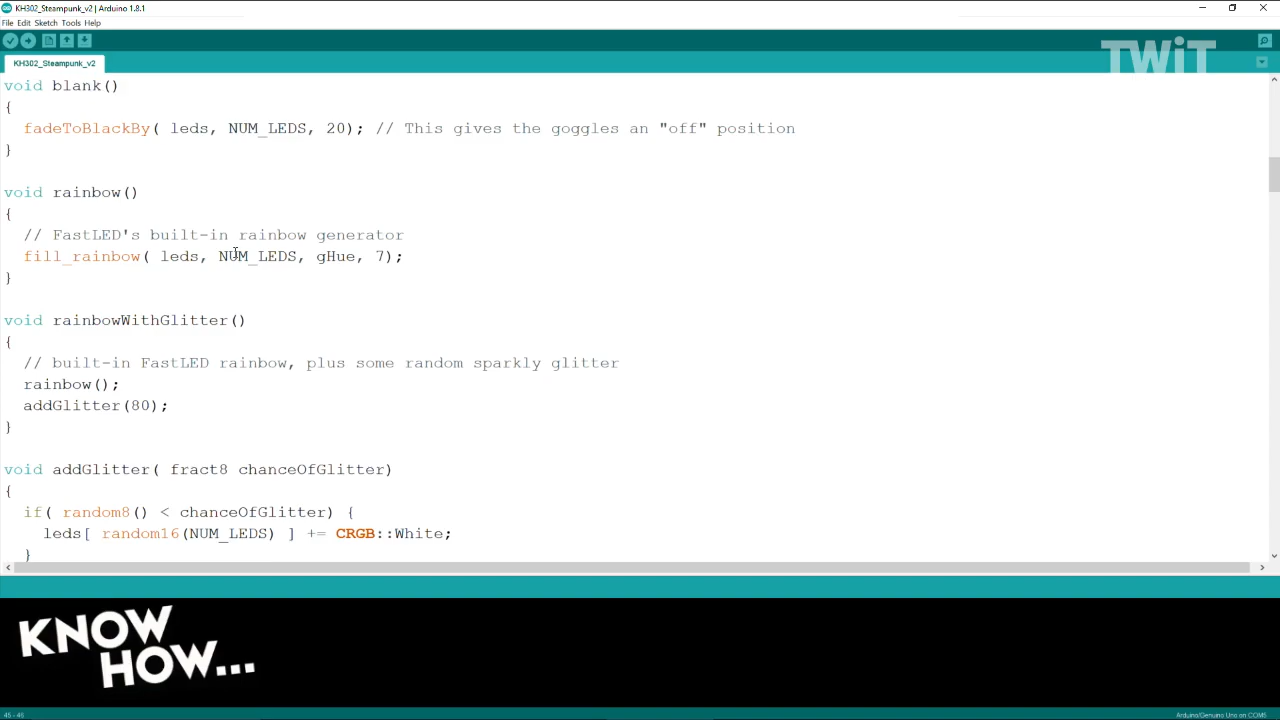 KH302_Steampunk_v2 | Arduino 1.8.1
File Edit Sketch Tools Help
TWiT
KH302_Steampunk_v2
void blank()
{
fadeToBlackBy( leds, NUM_LEDS, 20); // This gives the goggles an "off" position
}
void rainbow()
{
// FastLED's built-in rainbow generator
fill_rainbow( leds, NUM_LEDS, gHue, 7);
}
void rainbowWithGlitter()
{
// built-in FastLED rainbow, plus some random sparkly glitter
rainbow();
addGlitter(80);
}
void addGlitter( fract8 chanceOfGlitter)
{
if( random8() < chanceOfGlitter) {
leds[ random16(NUM_LEDS) ] += CRGB::White;
}
KNOW
HOW...
45 - 46
Arduino/Genuino Uno on COM5